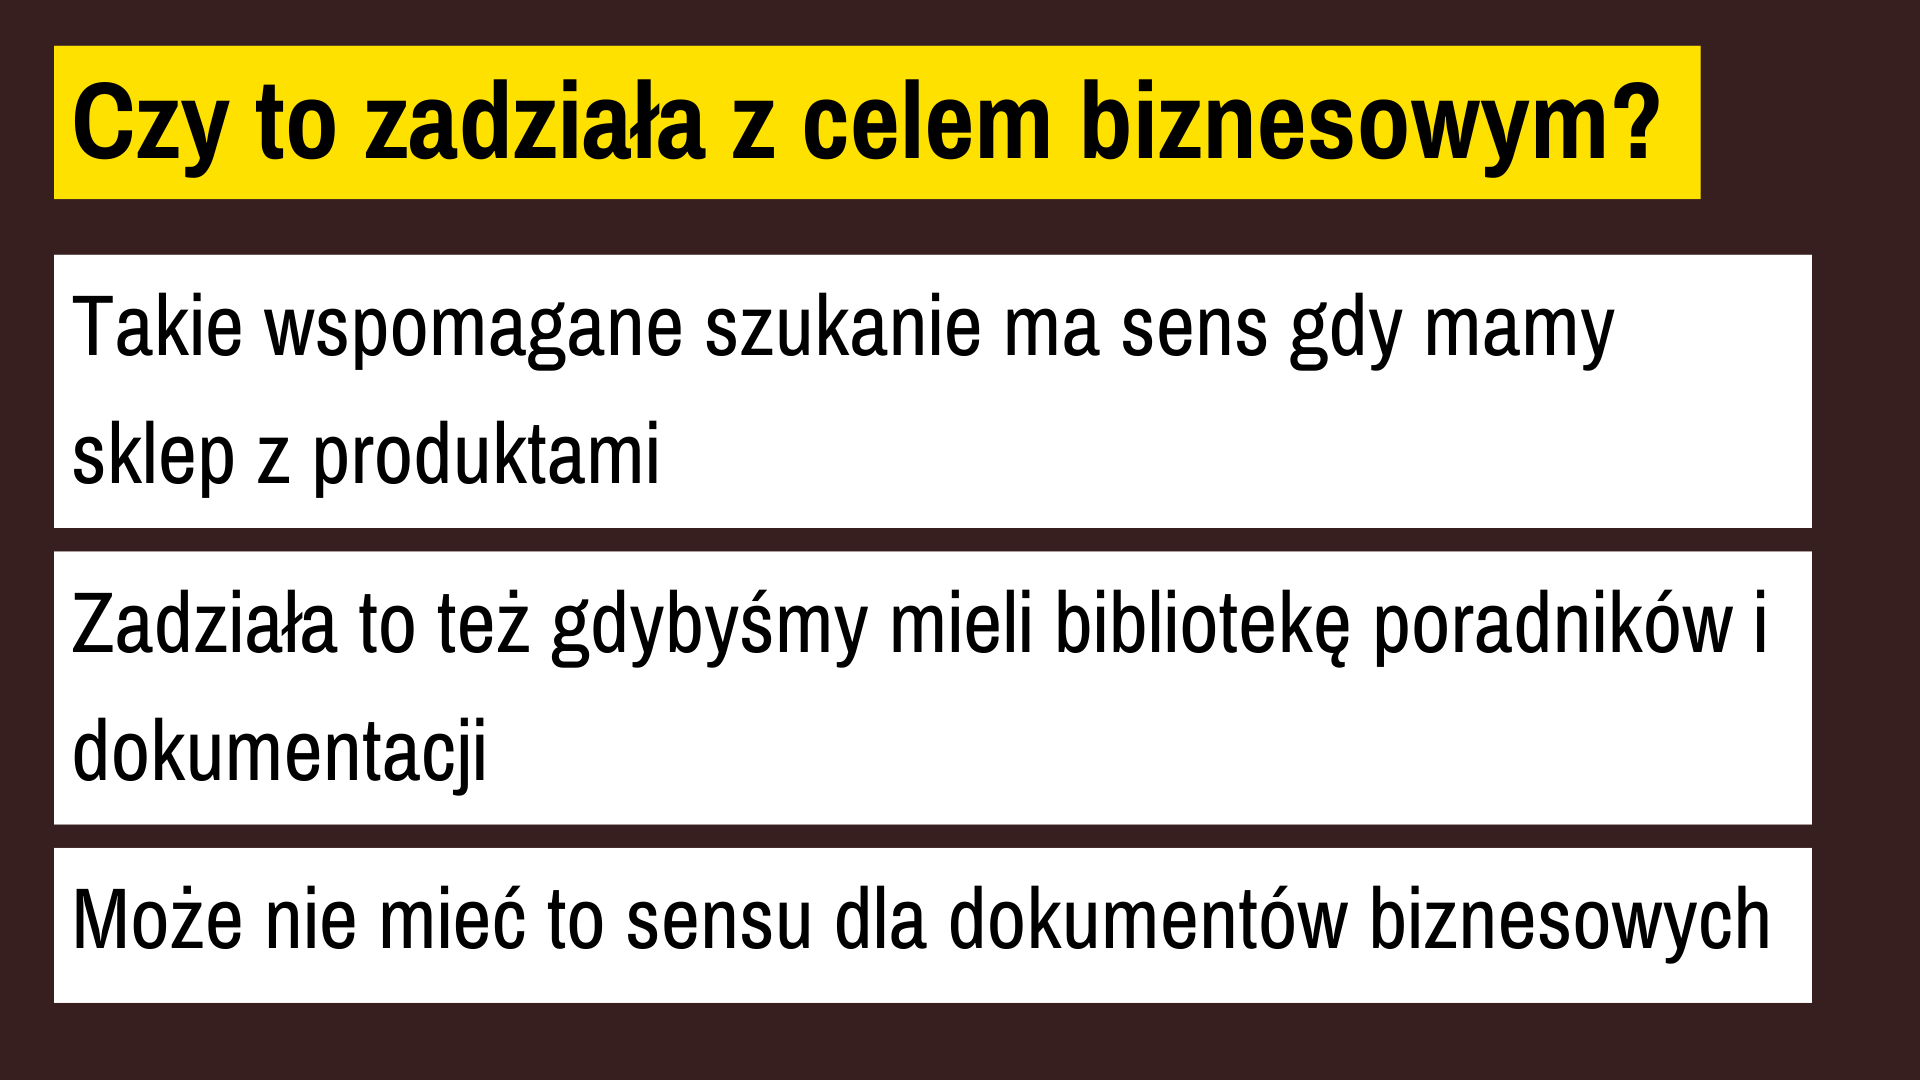 Czy to zadziała z celem biznesowym?
Takie wspomagane szukanie ma sens gdy mamy
sklep z produktami
Zadziała to też gdybyśmy mieli bibliotekę poradników i
dokumentacji
Może nie mieć to sensu dla dokumentów biznesowych